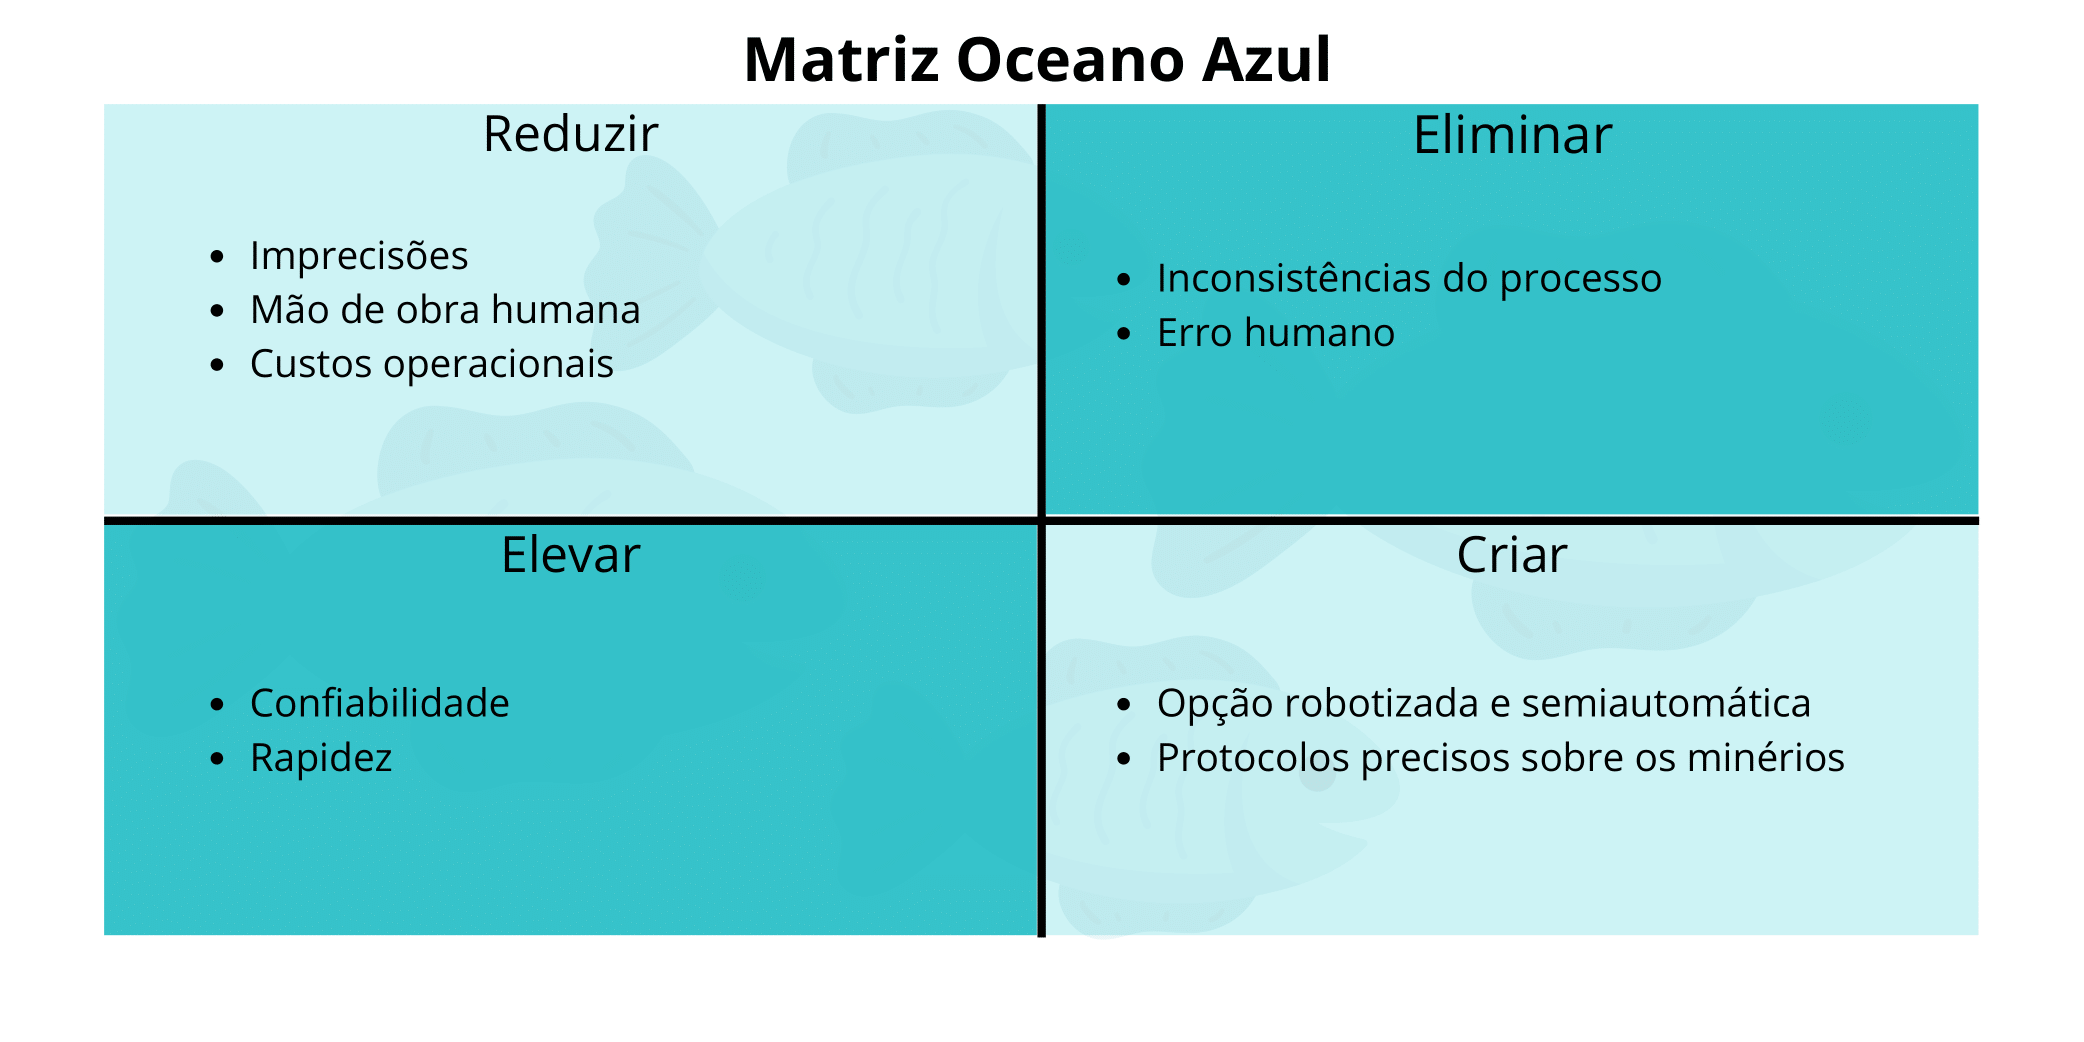 Matriz Oceano Azul
Reduzir
• Imprecisões
• Mão de obra humana
• Custos operacionais
Eliminar
• Inconsistências do processo
• Erro humano
Elevar
• Confiabilidade
• Rapidez
Criar
• Opção robotizada e semiautomática
• Protocolos precisos sobre os minérios